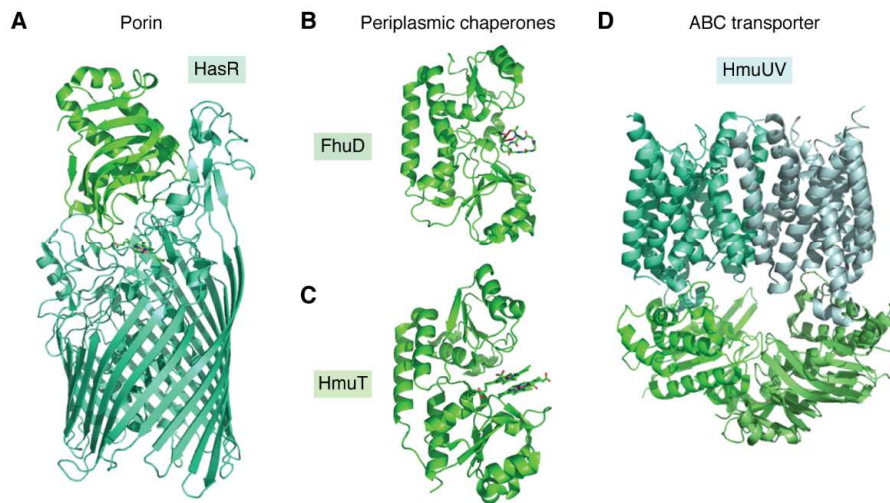 A
Porin
HasR
B
Periplasmic chaperones
FhuD
C
HmuT
D
ABC transporter
HmuUV